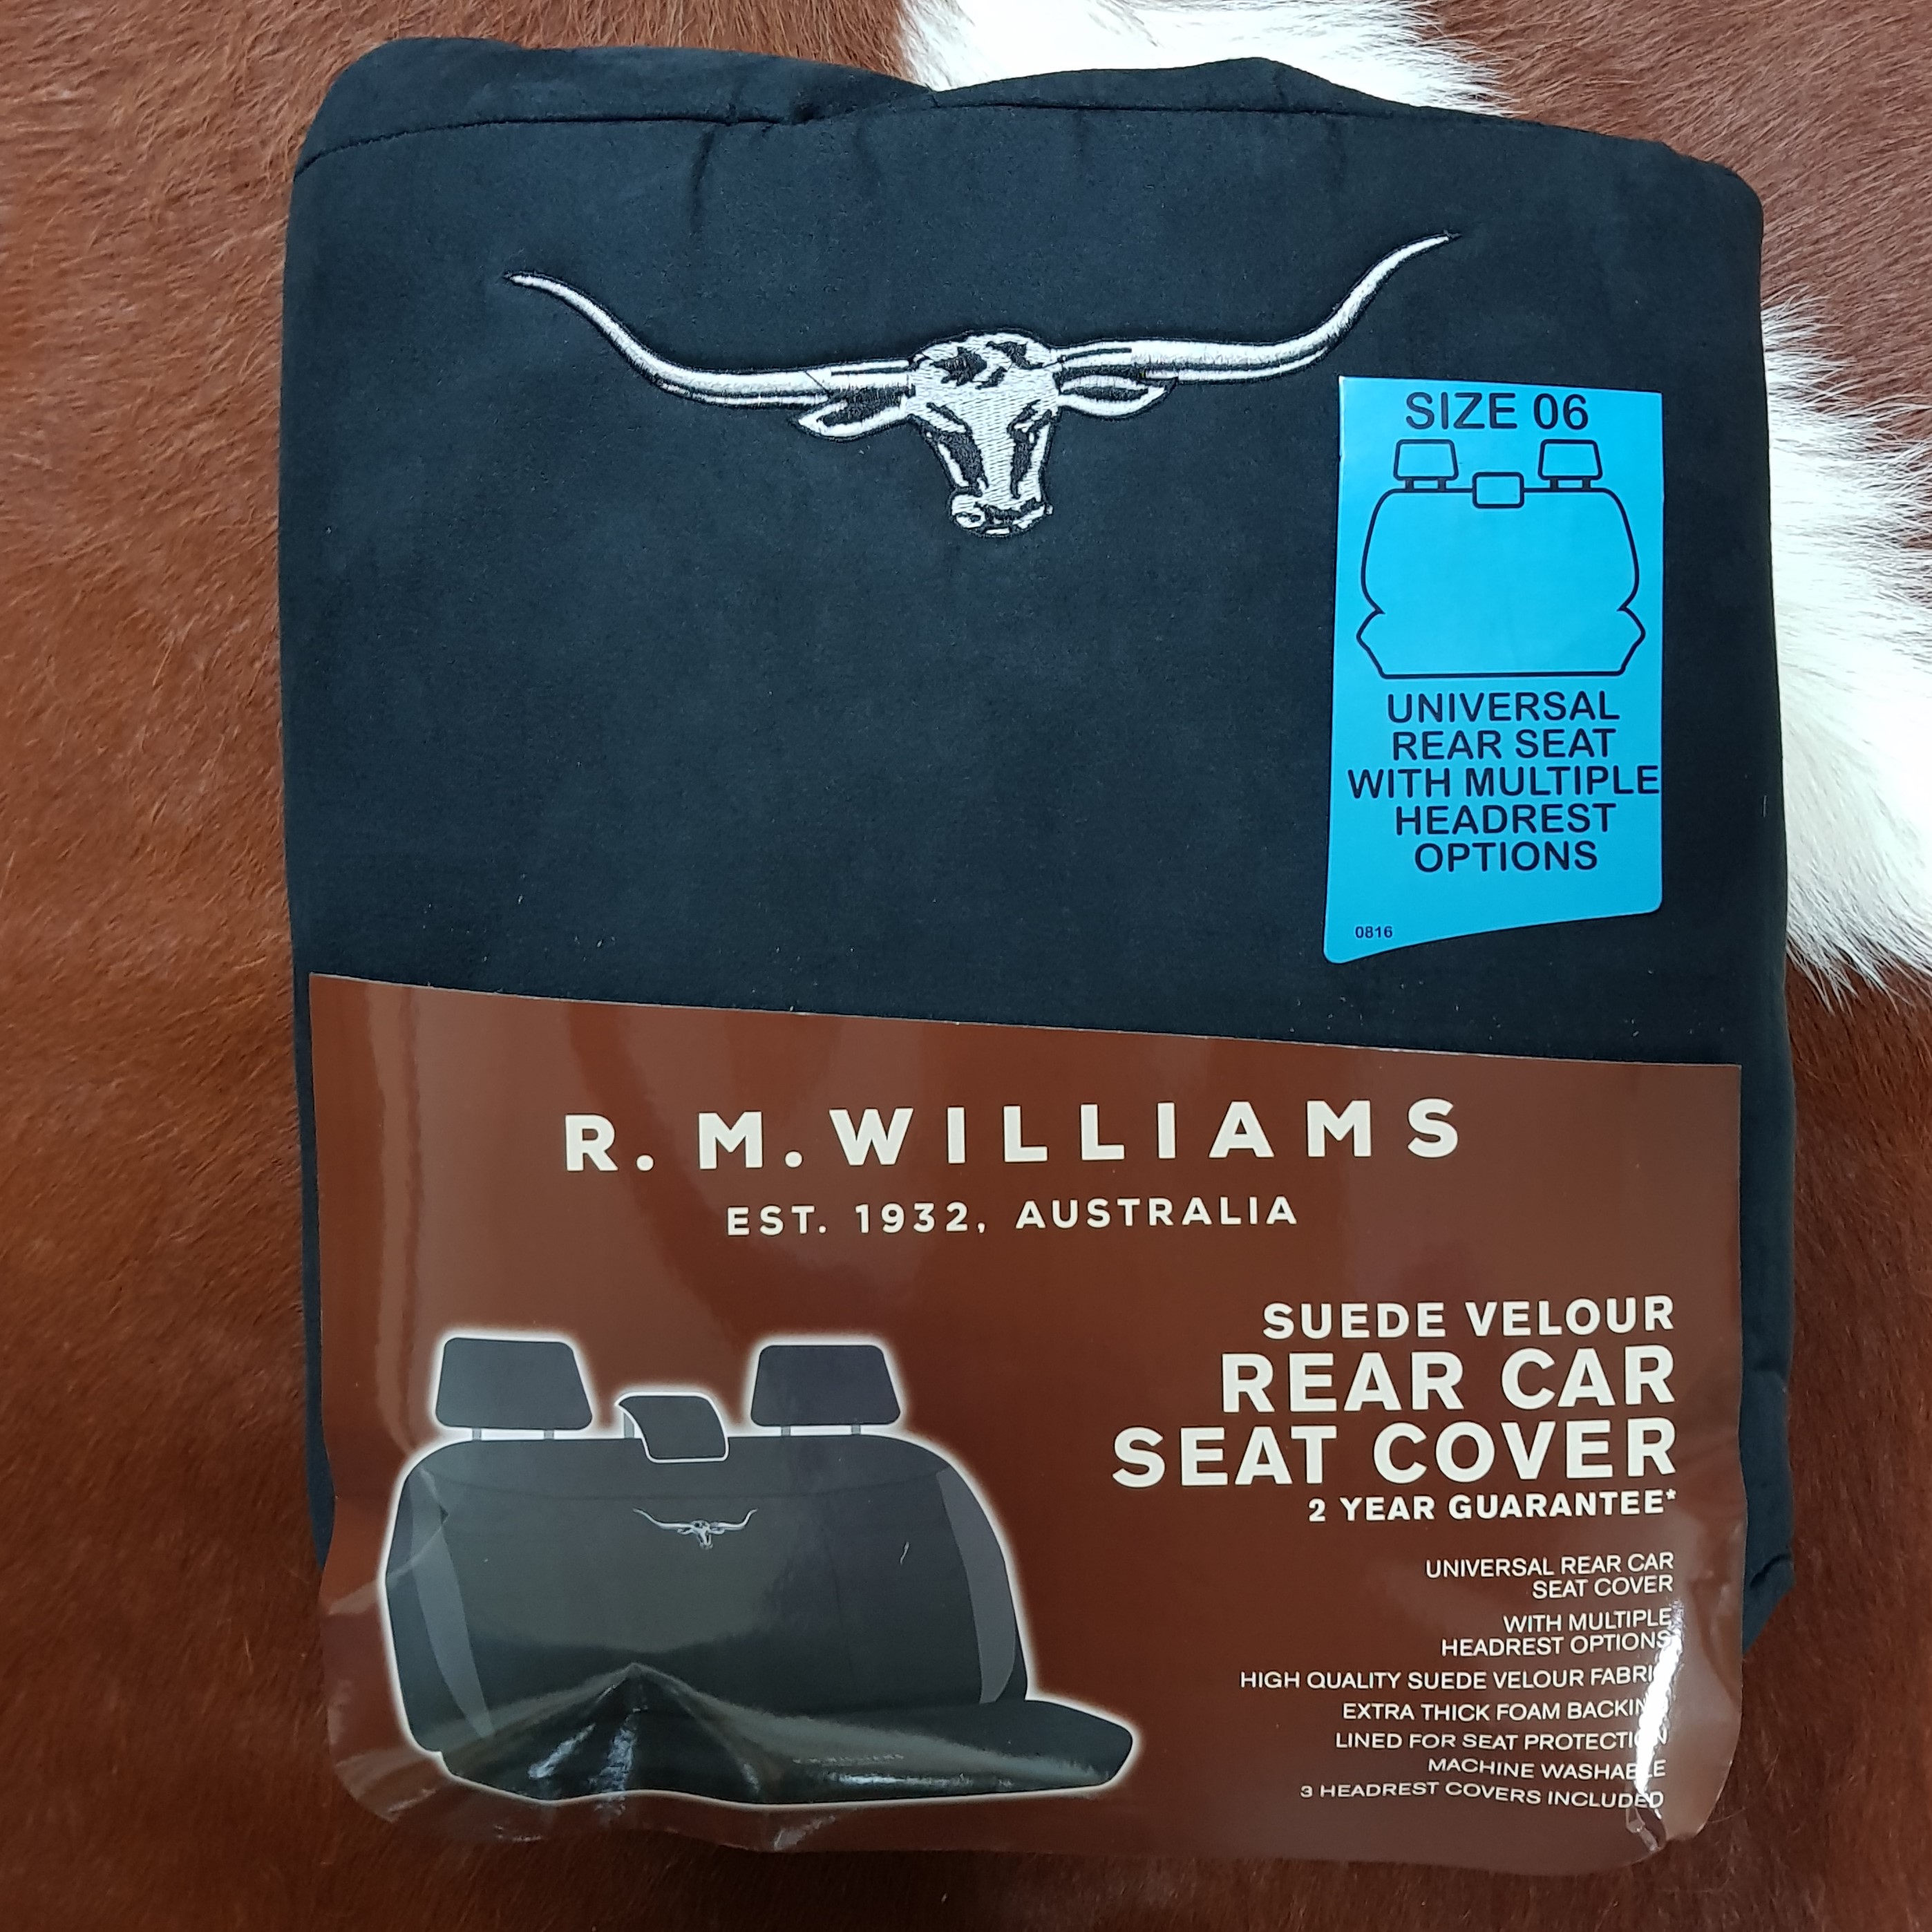 SIZE 06
UNIVERSAL
REAR SEAT
WITH MULTIPLE
HEADREST
OPTIONS
0816
R. M. WILLIAMS
EST. 1932, AUSTRALIA
SUEDE VELOUR
REAR CAR
SEAT COVER
2 YEAR GUARANTEE*
UNIVERSAL REAR CAR
SEAT COVER
WITH MULTIPLE
HEADREST OPTIONS
HIGH QUALITY SUEDE VELOUR FABRIC
EXTRA THICK FOAM BACKING
LINED FOR SEAT PROTECTION
MACHINE WASHABLE
3 HEADREST COVERS INCLUDED